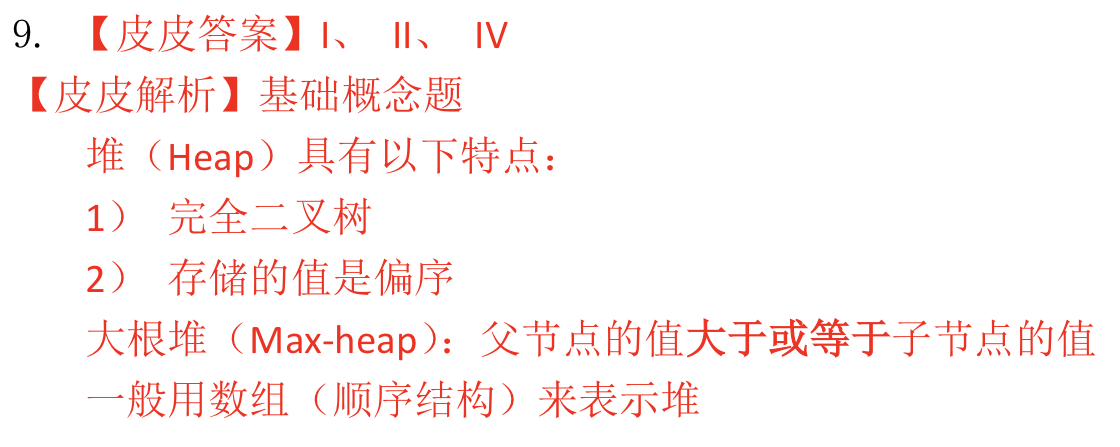 9. 【皮皮答案】I、 II、 IV
【皮皮解析】基础概念题
堆（Heap）具有以下特点：
1） 完全二叉树
2） 存储的值是偏序
大根堆（Max-heap）：父节点的值大于或等于子节点的值
一般用数组（顺序结构）来表示堆